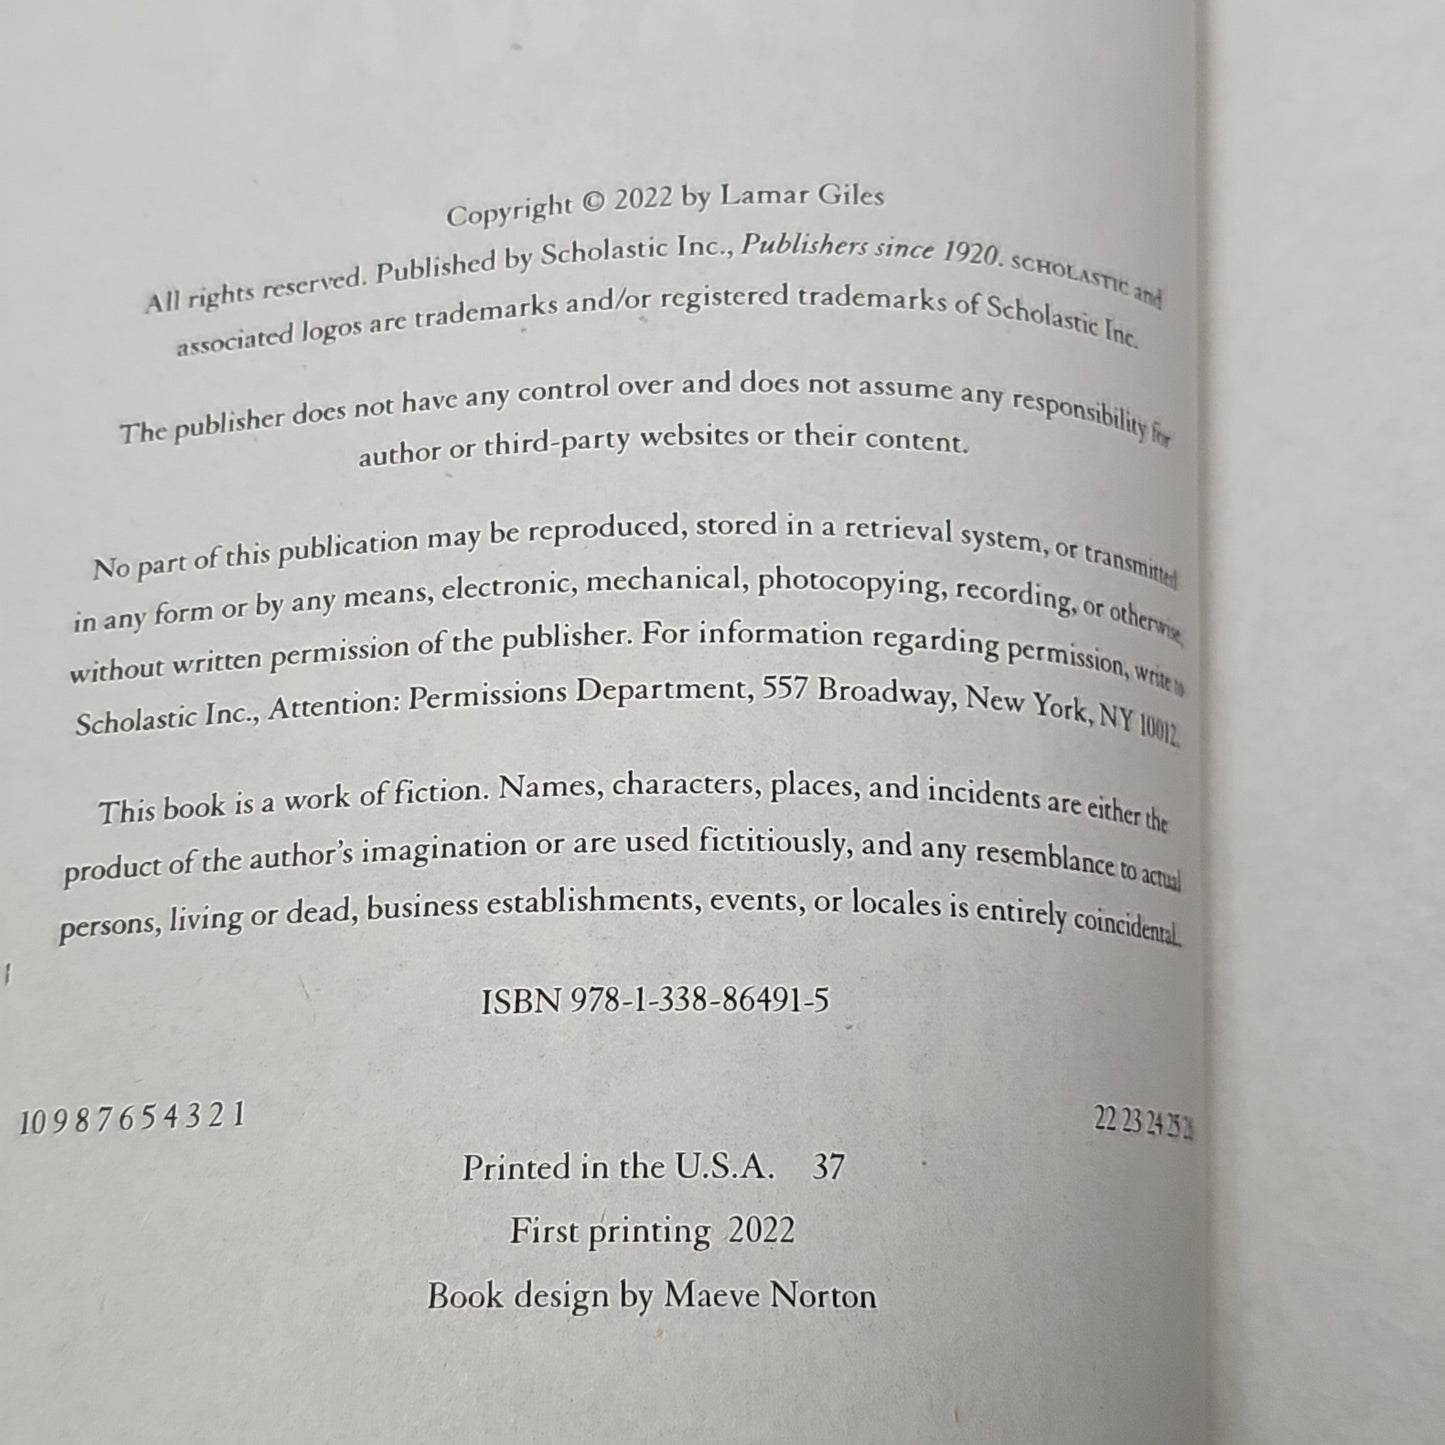 Copyright © 2022 by Lamar Giles
All rights reserved. Published by Scholastic Inc., Publishers since 1920. SCHOLASTIC and
associated logos are trademarks and/or registered trademarks of Scholastic Inc.
The publisher does not have any control over and does not assume any responsibility for
author or third-party websites or their content.
No part of this publication may be reproduced, stored in a retrieval system, or transmitted
in any form or by any means, electronic, mechanical, photocopying, recording, or otherwise,
without written permission of the publisher. For information regarding permission, write to
Scholastic Inc., Attention: Permissions Department, 557 Broadway, New York, NY 10012.
This book is a work of fiction. Names, characters, places, and incidents are either the
product of the author's imagination or are used fictitiously, and any resemblance to actual
persons, living or dead, business establishments, events, or locales is entirely coincidental.
ISBN 978-1-338-86491-5
10 9 8 7 6 5 4 3 2 1 22 23 24 25 26
Printed in the U.S.A. 37
First printing 2022
Book design by Maeve Norton